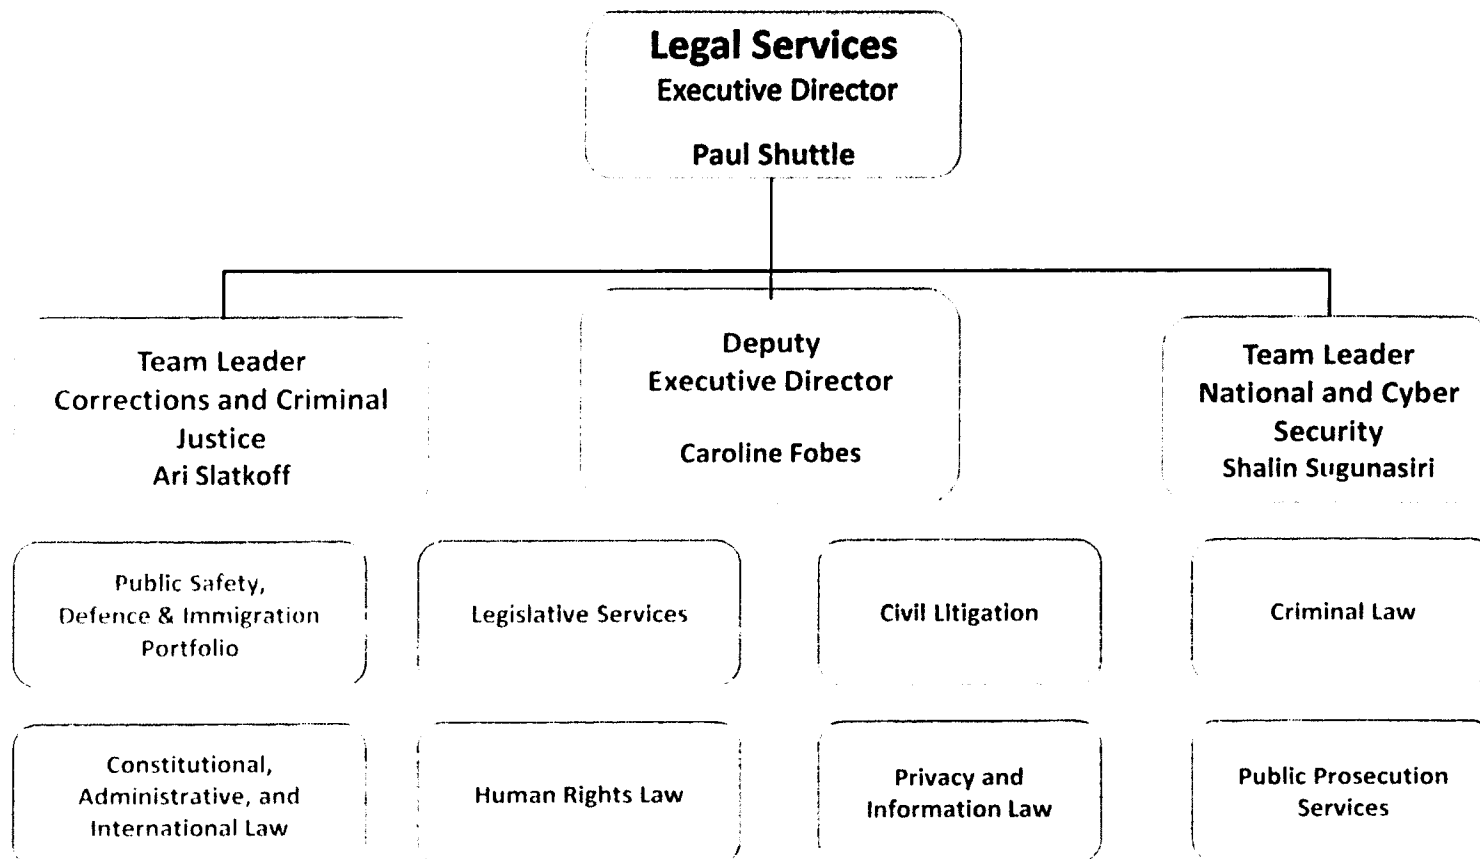 Legal Services
Executive Director
Paul Shuttle
Team Leader
Corrections and Criminal
Justice
Ari Slatkoff
Deputy
Executive Director
Caroline Fobes
Team Leader
National and Cyber
Security
Shalin Sugunasiri
Public Safety,
Defence & Immigration
Portfolio
Legislative Services
Civil Litigation
Criminal Law
Constitutional,
Administrative, and
International Law
Human Rights Law
Privacy and
Information Law
Public Prosecution
Services